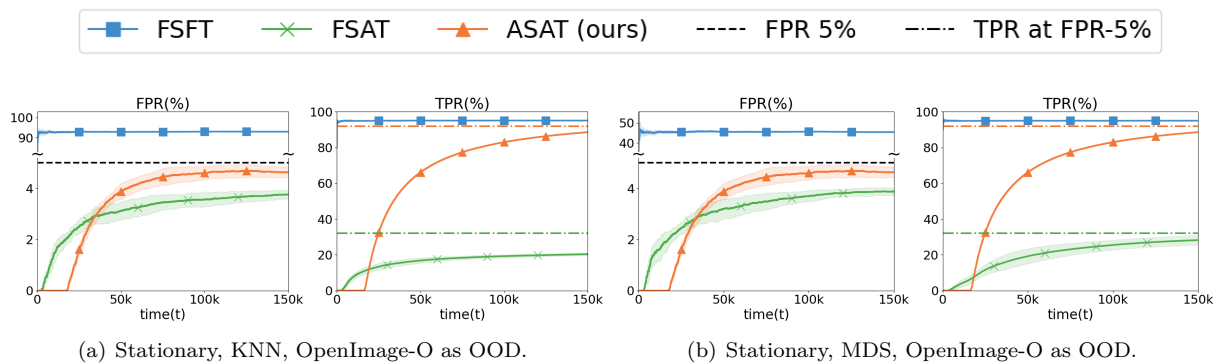 FSFT FSAT ASAT (ours) FPR 5% TPR at FPR-5%
FPR(%) TPR(%) FPR(%) TPR(%)
100
90
4
2
0
0 50k 100k 150k
time(t)
100
80
60
40
20
0
0 50k 100k 150k
time(t)
50
40
4
2
0
0 50k 100k 150k
time(t)
100
80
60
40
20
0
0 50k 100k 150k
time(t)
(a) Stationary, KNN, OpenImage-O as OOD.
(b) Stationary, MDS, OpenImage-O as OOD.